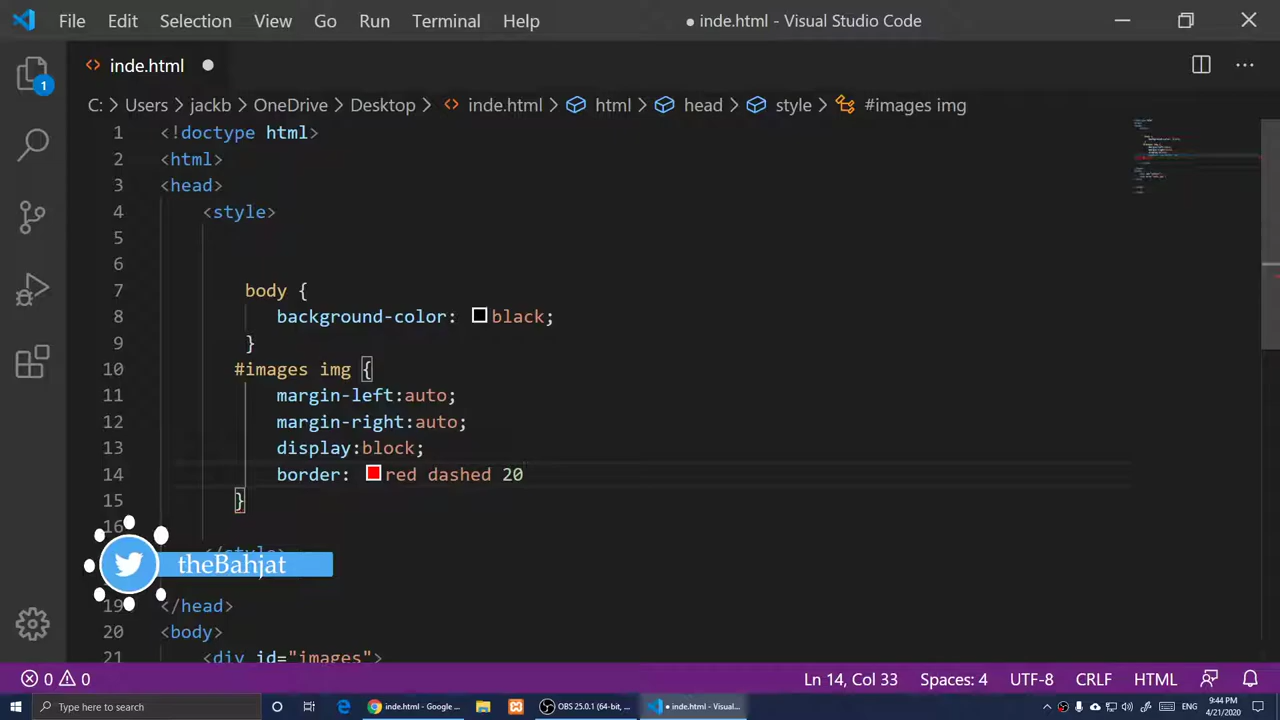 File Edit Selection View Go Run Terminal Help ● inde.html - Visual Studio Code
inde.html
1
C: > Users > jackb > OneDrive > Desktop > inde.html > html > head > style > #images img
1 <!doctype html>
2 <html>
3 <head>
4 <style>
5
6
7 body {
8 background-color: black;
9 }
10 #images img {
11 margin-left:auto;
12 margin-right:auto;
13 display:block;
14 border: red dashed 20
15 }
16
</style>
theBahjat
19 </head>
20 <body>
21 <div id="images">
0 0 Ln 14, Col 33 Spaces: 4 UTF-8 CRLF HTML
Type here to search
inde.html - Google ...
OBS 25.0.1 (64-bit, ...
● inde.html - Visual...
ENG
9:44 PM
4/21/2020